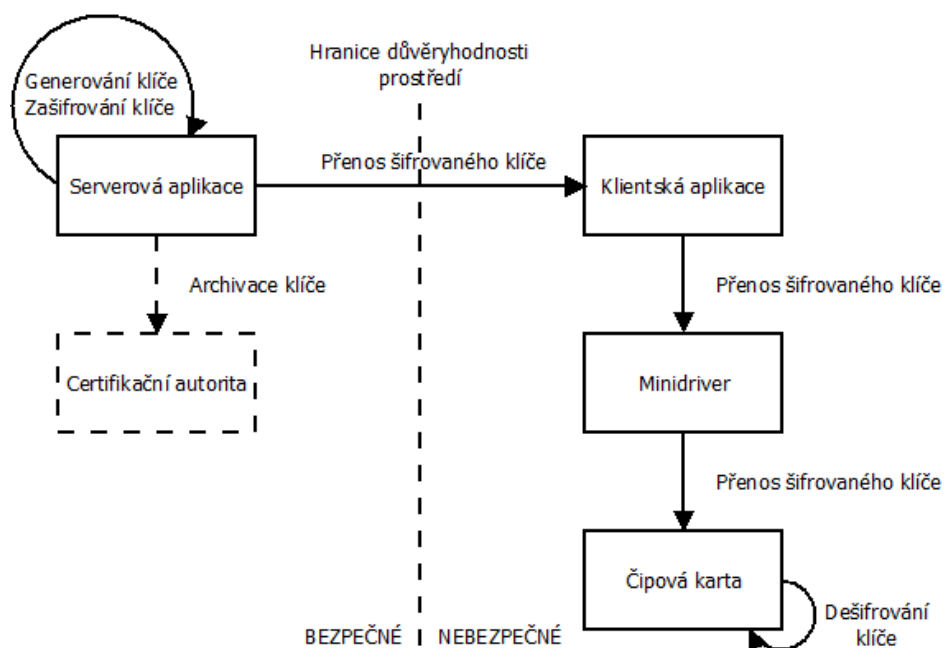 Hranice důvěryhodnosti
prostředí
Generování klíče
Zašifrování klíče
Serverová aplikace
Přenos šifrovaného klíče
Klientská aplikace
Archivace klíče
Přenos šifrovaného klíče
Certifikační autorita
Minidriver
Přenos šifrovaného klíče
Čipová karta
Dešifrování
klíče
BEZPEČNÉ
NEBEZPEČNÉ